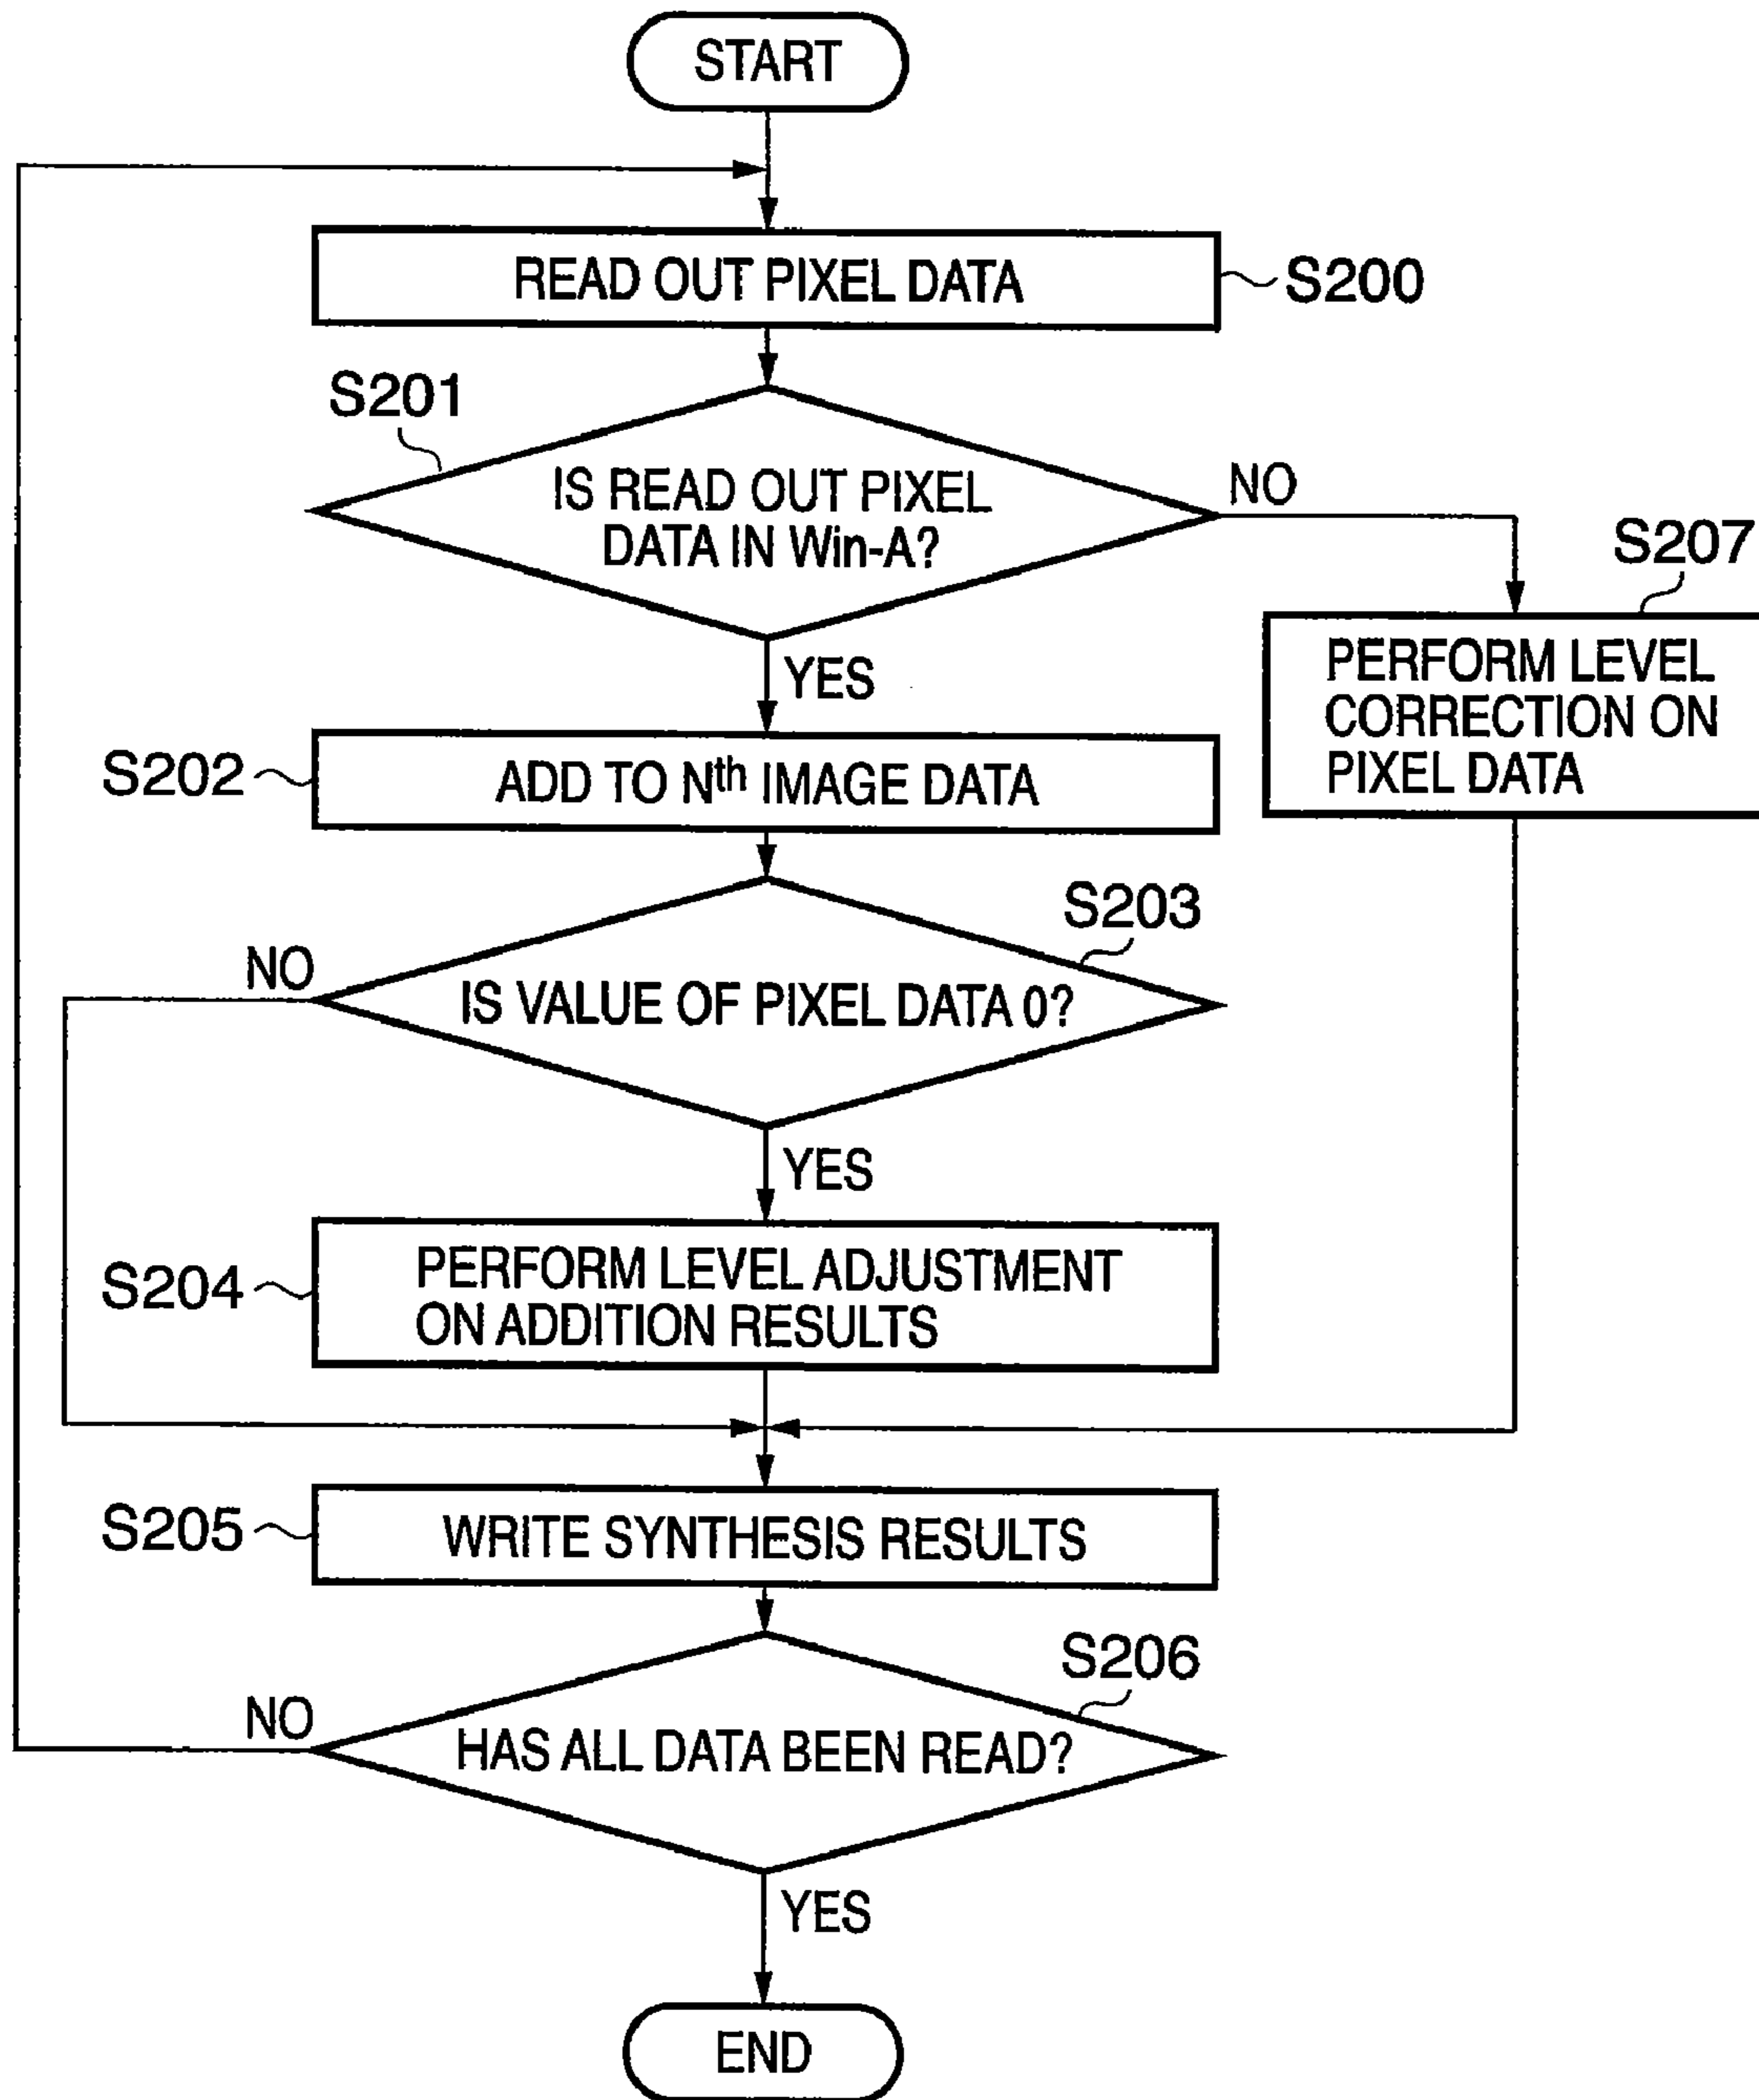 START
READ OUT PIXEL DATA
S200
S201
IS READ OUT PIXEL
DATA IN Win-A?
NO
S207
PERFORM LEVEL
CORRECTION ON
PIXEL DATA
YES
S202
ADD TO Nth IMAGE DATA
S203
NO
IS VALUE OF PIXEL DATA 0?
YES
S204
PERFORM LEVEL ADJUSTMENT
ON ADDITION RESULTS
S205
WRITE SYNTHESIS RESULTS
S206
NO
HAS ALL DATA BEEN READ?
YES
END